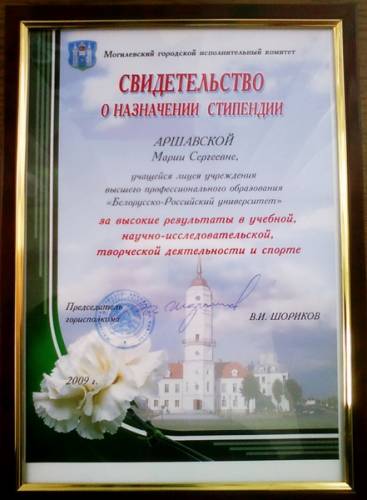 Могилевский городской исполнительный комитет
СВИДЕТЕЛЬСТВО
О НАЗНАЧЕНИИ СТИПЕНДИИ
АРШАВСКОЙ
Марии Сергеевне,
учащейся лицея учреждения
высшего профессионального образования
«Белорусско-Российский университет»
за высокие результаты в учебной,
научно-исследовательской,
творческой деятельности и спорте
Председатель
горисполкома
В.И. ШОРИКОВ
2009 г.